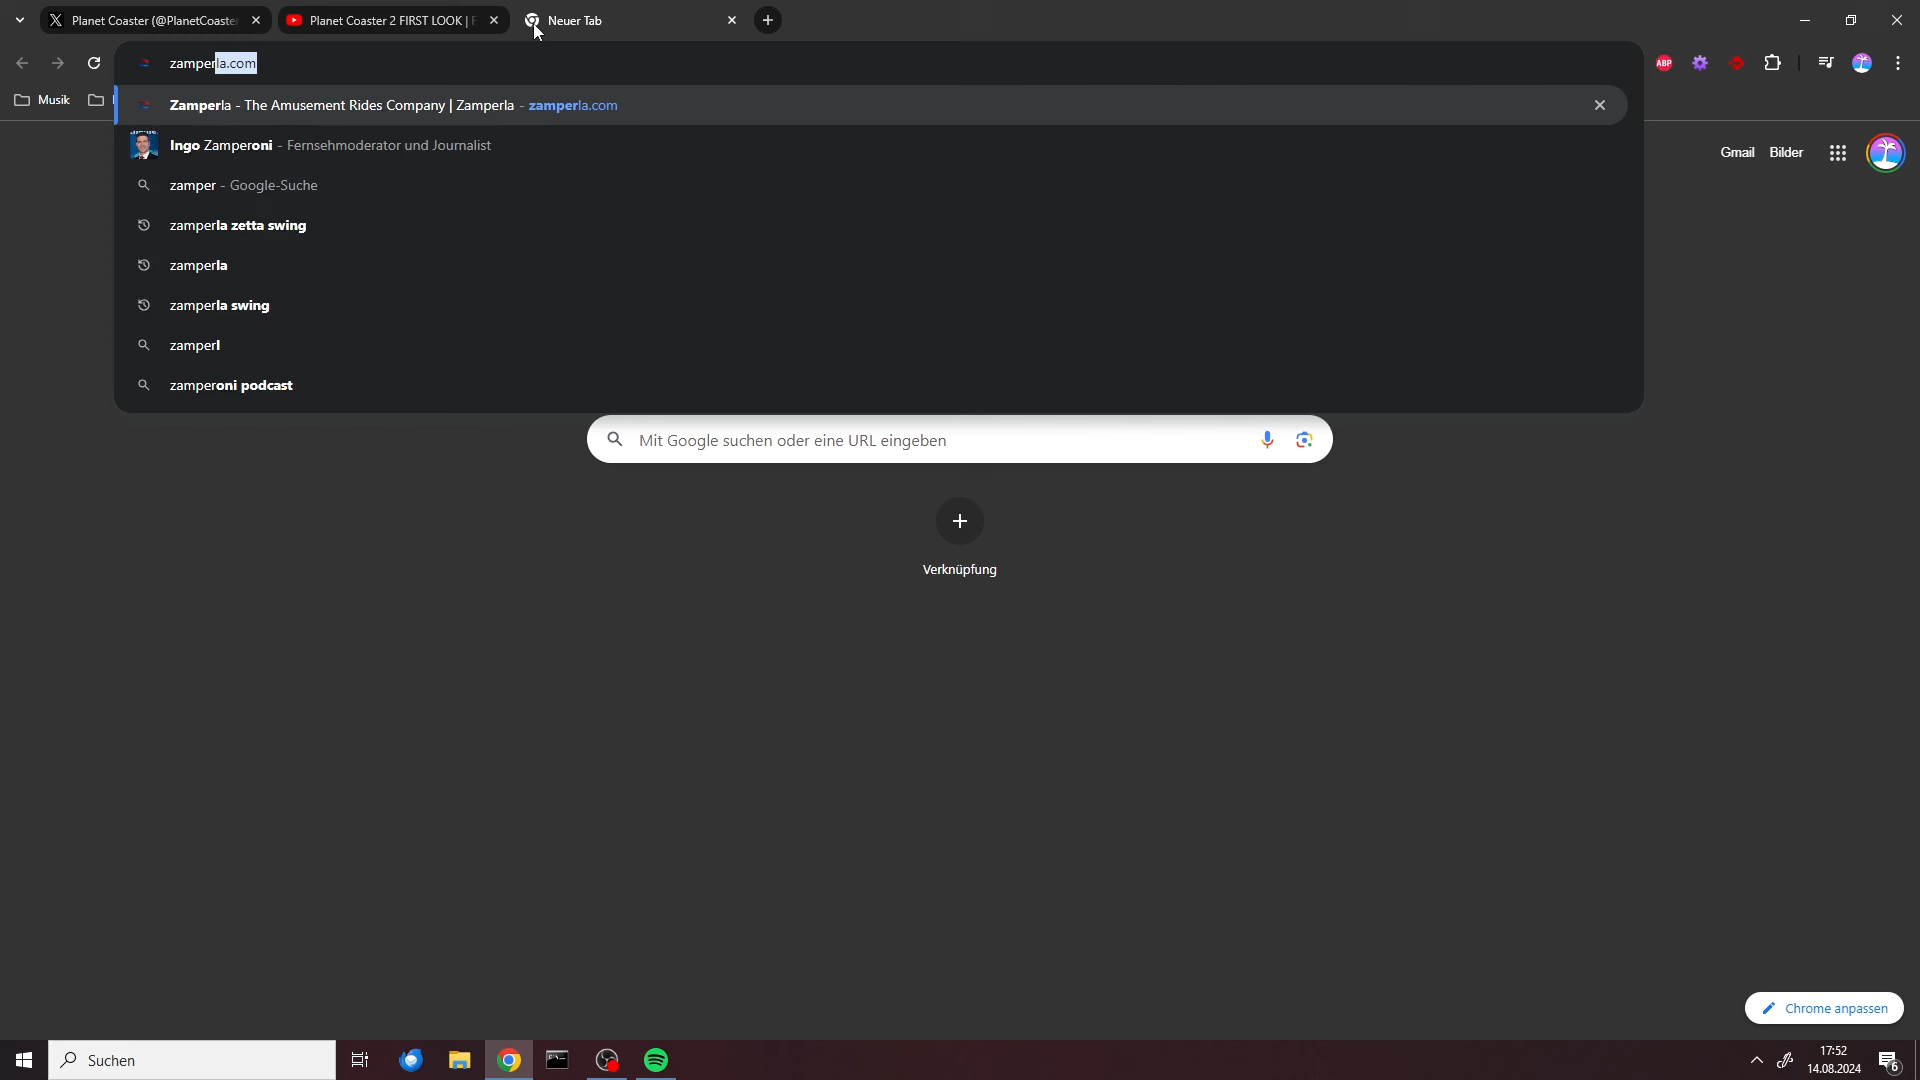 Planet Coaster (@PlanetCoaste
Planet Coaster 2 FIRST LOOK | F
Neuer Tab
zamperla.com
ABP
Musik
Zamperla - The Amusement Rides Company | Zamperla - zamperla.com
Ingo Zamperoni - Fernsehmoderator und Journalist
zamper - Google-Suche
zamperla zetta swing
zamperla
zamperla swing
zamperl
zamperoni podcast
Gmail Bilder
Mit Google suchen oder eine URL eingeben
Verknüpfung
Chrome anpassen
Suchen
17:52
14.08.2024
6